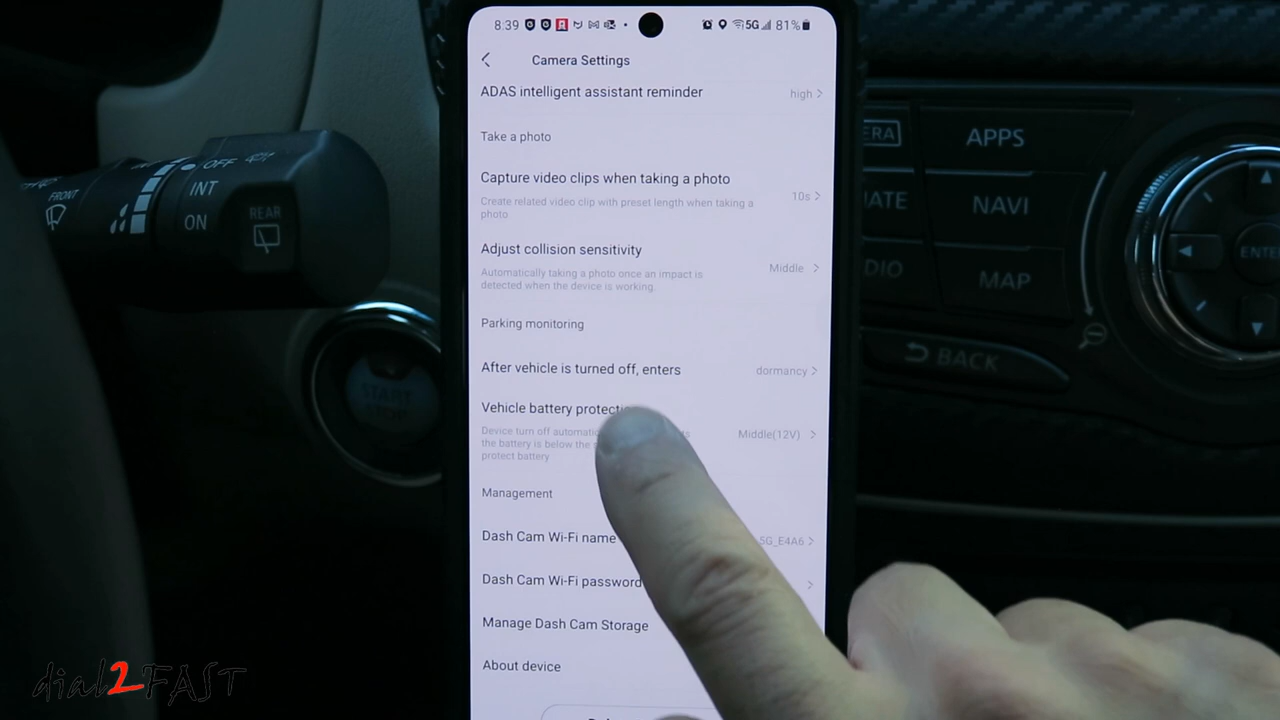 8:39
5G 81%
Camera Settings
ADAS intelligent assistant reminder
high
Take a photo
Capture video clips when taking a photo
10s
Create related video clip with preset length when taking a
photo
Adjust collision sensitivity
Middle
Automatically taking a photo once an impact is
detected when the device is working.
Parking monitoring
After vehicle is turned off, enters
dormancy
Vehicle battery
Middle(12V)
Device turn off
the battery is below the
protect battery
Management
Dash Cam Wi-Fi name
5G_E4A6
Dash Cam Wi-Fi password
Manage Dash Cam Storage
About device
FRONT
OFF
INT
ON
REAR
START
APPS
NAVI
MAP
ENTER
BACK
dial2FAST